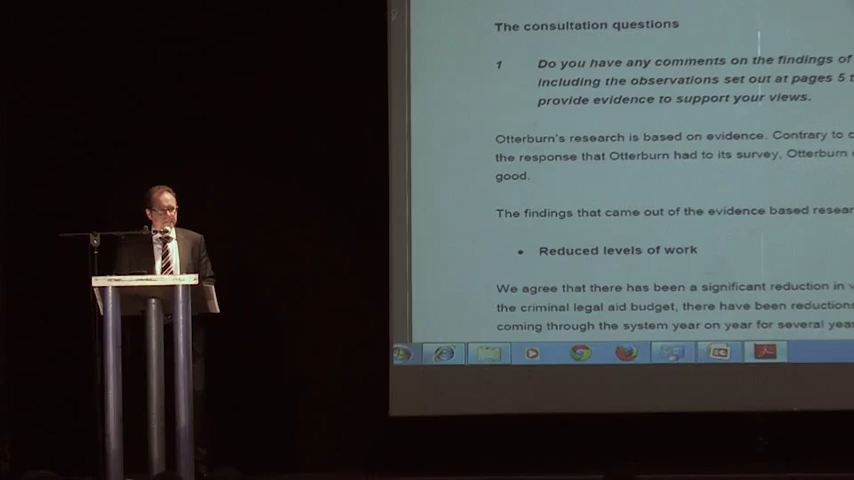 The consultation questions
1 Do you have any comments on the findings of
including the observations set out at pages 5
provide evidence to support your views.
Otterburn's research is based on evidence. Contrary to
the response that Otterburn had to its survey, Otterburn
good.
The findings that came out of the evidence based
• Reduced levels of work
We agree that there has been a significant reduction in
the criminal legal aid budget, there have been reductions
coming through the system year on year for several